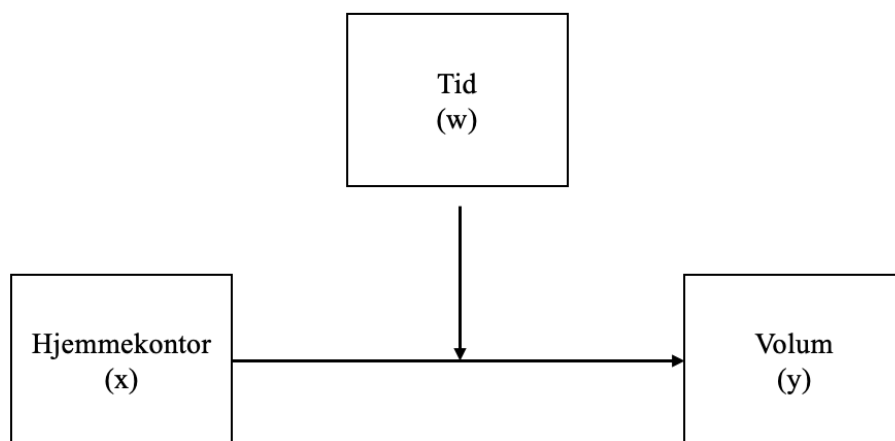 Tid
(w)
Hjemmekontor
(x)
Volum
(y)